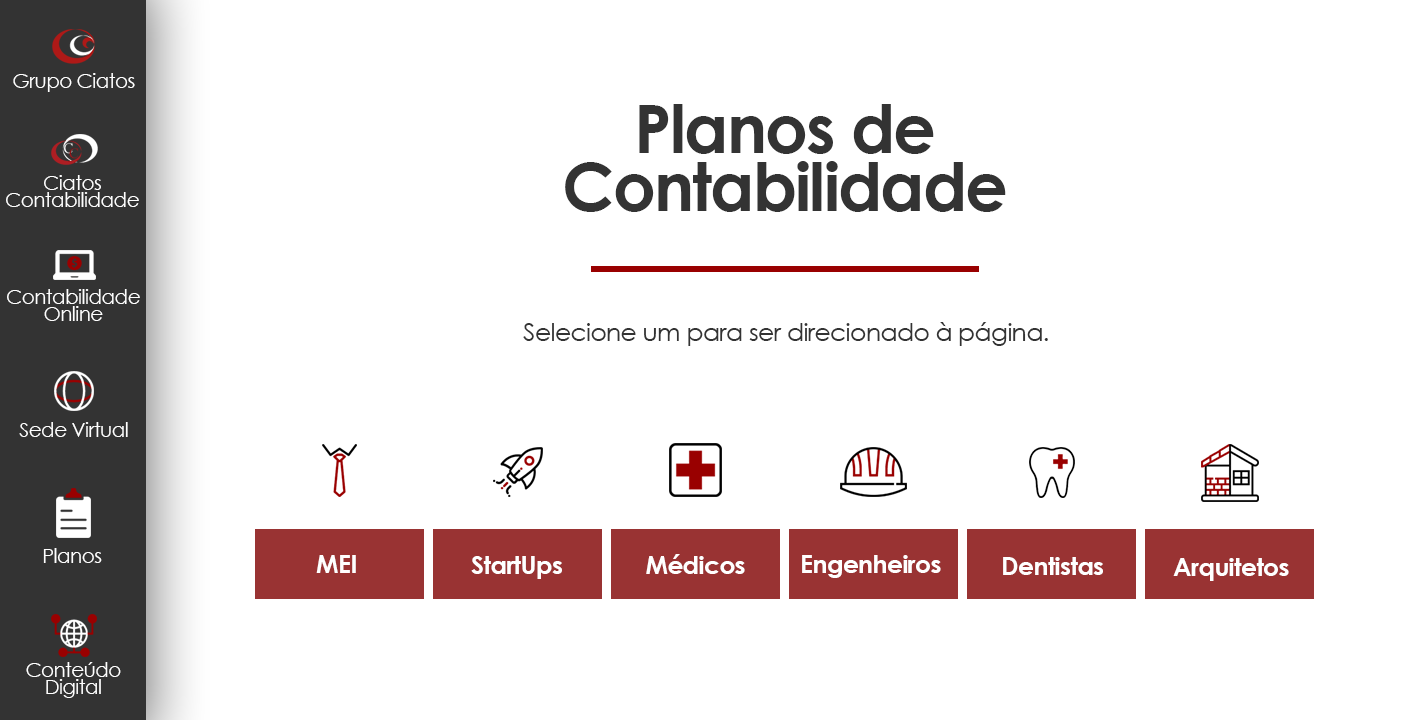 Grupo Ciatos
Ciatos
Contabilidade
Contabilidade
Online
Sede Virtual
Planos
Conteúdo
Digital
Planos de
Contabilidade
Selecione um para ser direcionado à página.
MEI
StartUps
Médicos
Engenheiros
Dentistas
Arquitetos